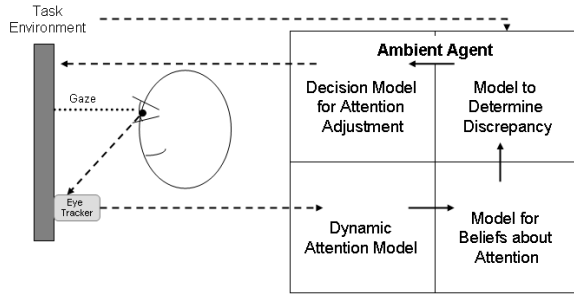 Task
Environment
Ambient Agent
Decision Model
for Attention
Adjustment
Model to
Determine
Discrepancy
Gaze
Eye
Tracker
Dynamic
Attention Model
Model for
Beliefs about
Attention